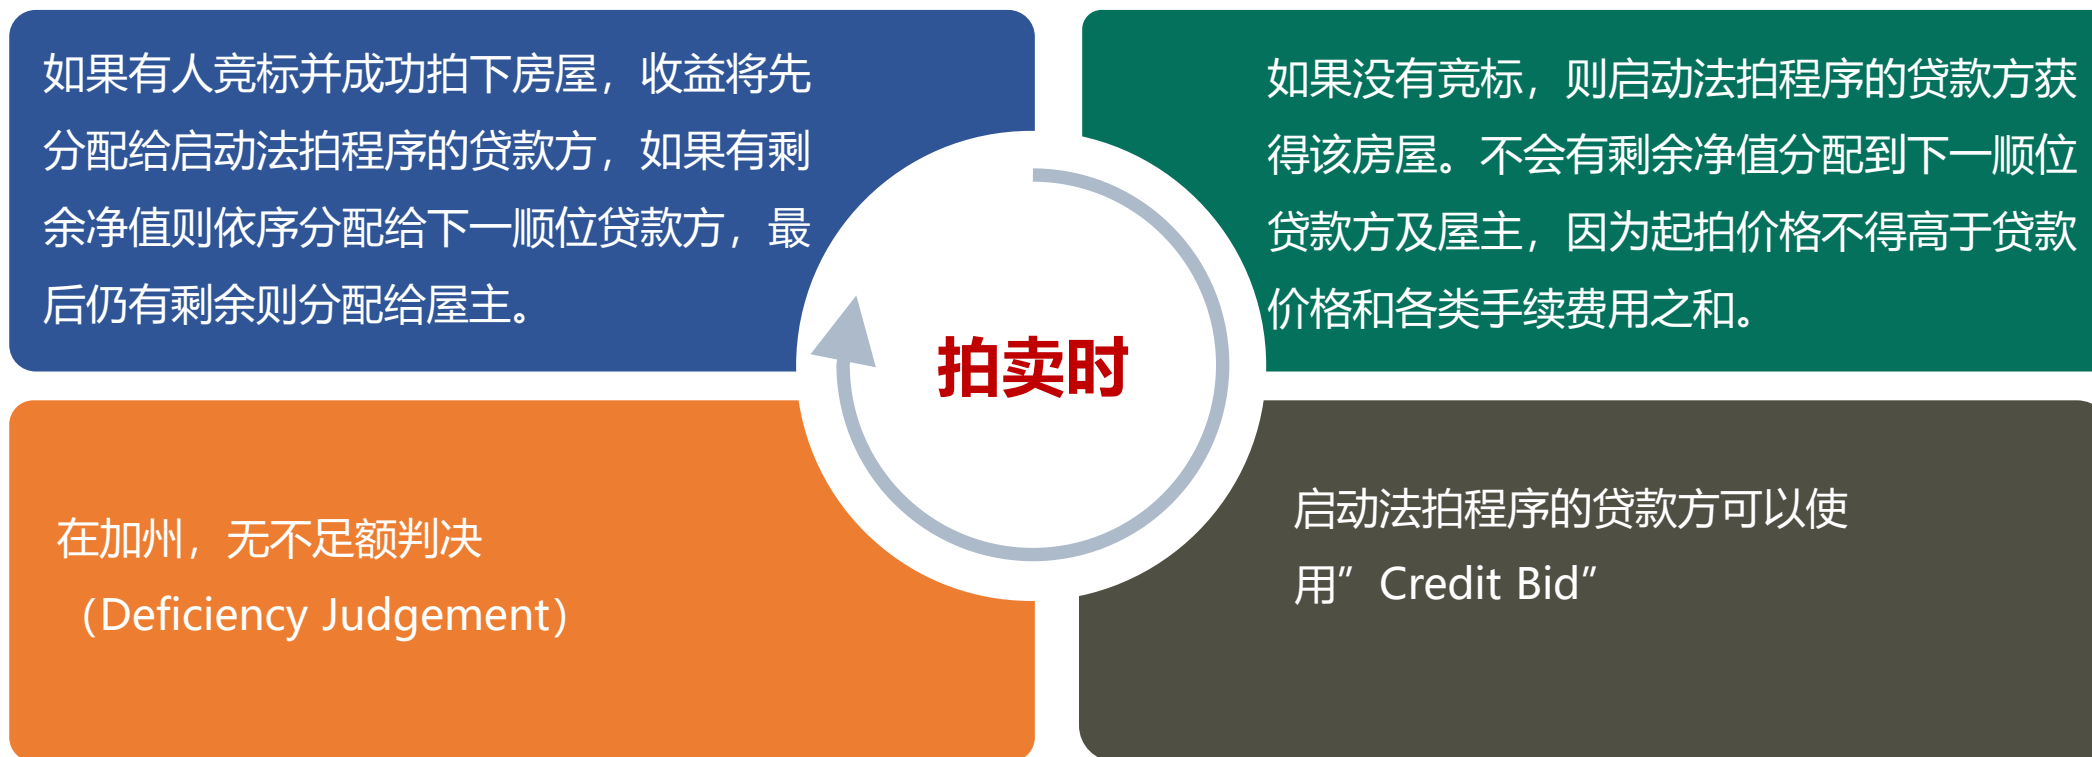 如果有人竞标并成功拍下房屋，收益将先
分配给启动法拍程序的贷款方，如果有剩
余净值则依序分配给下一顺位贷款方，最
后仍有剩余则分配给屋主。
如果没有竞标，则启动法拍程序的贷款方获
得该房屋。不会有剩余净值分配到下一顺位
贷款方及屋主，因为起拍价格不得高于贷款
价格和各类手续费用之和。
拍卖时
在加州，无不足额判决
（Deficiency Judgement）
启动法拍程序的贷款方可以使
用”Credit Bid”